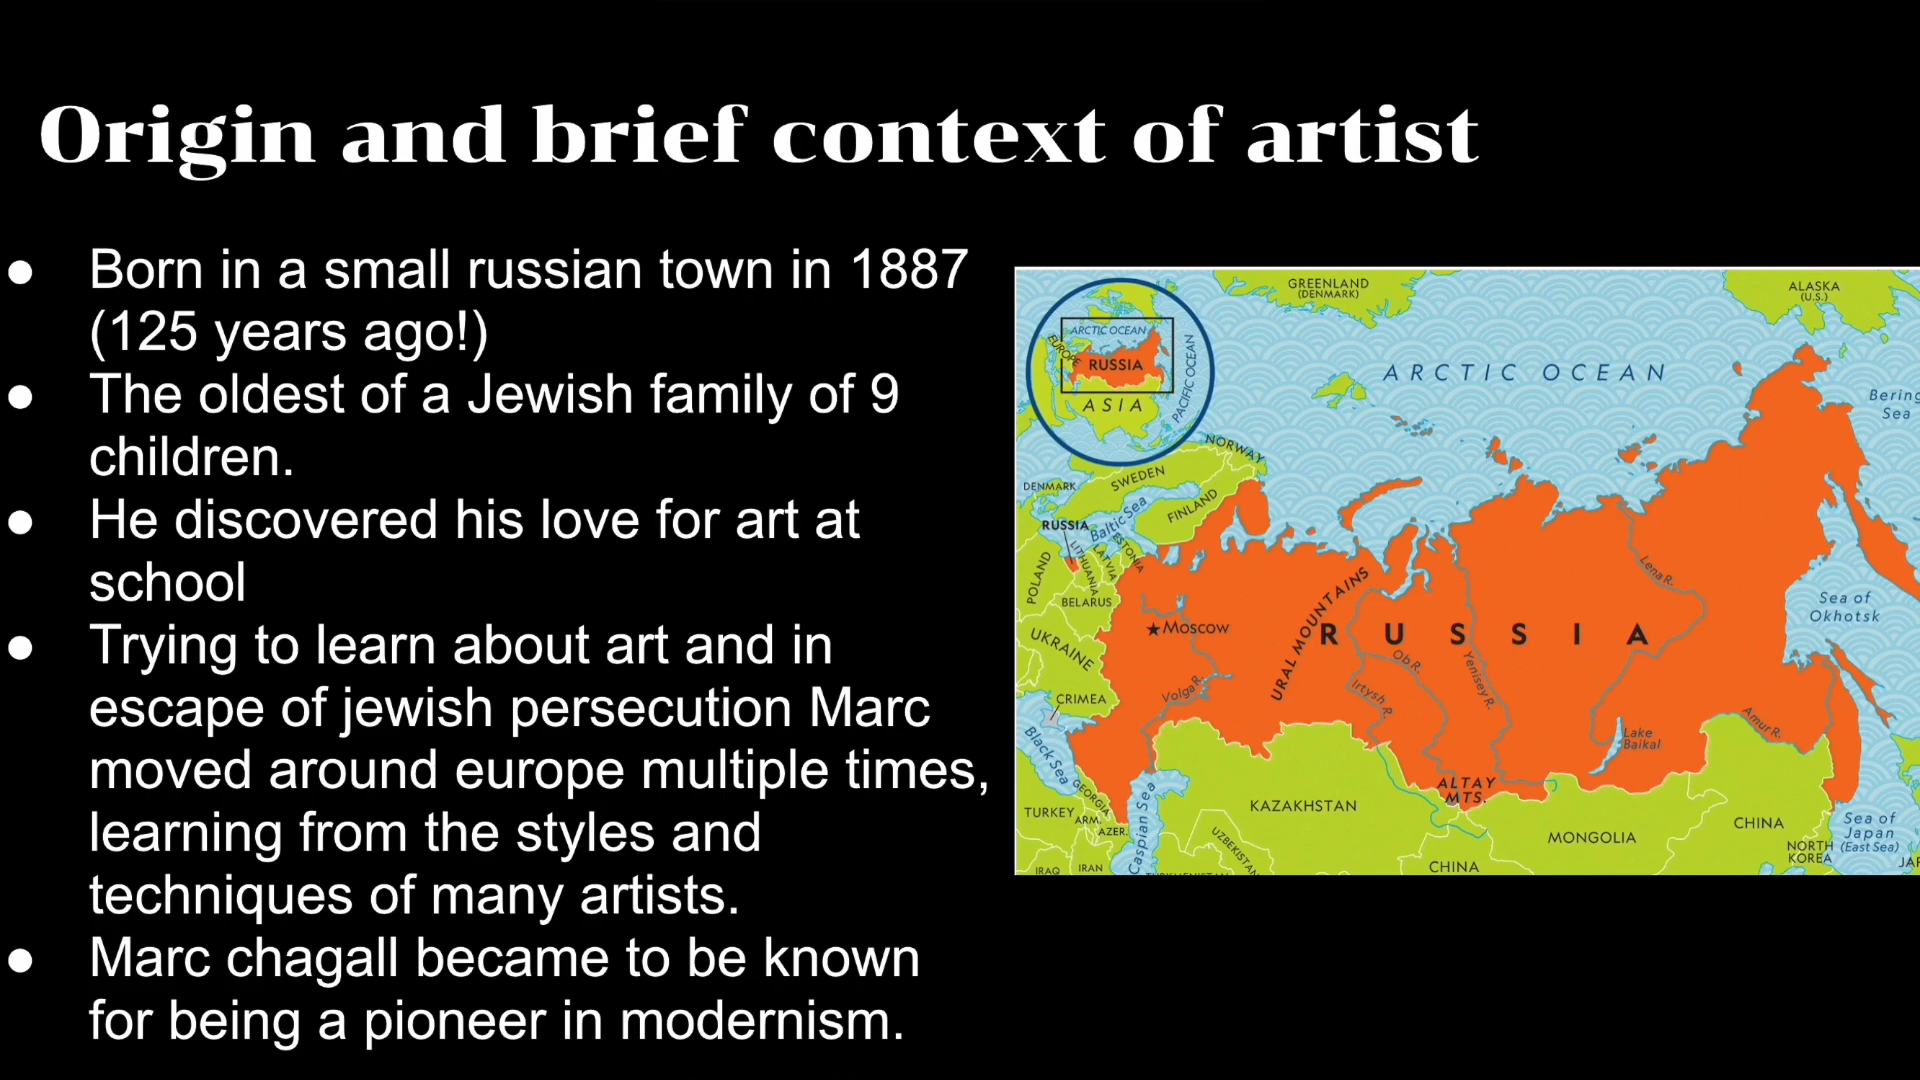 Origin and brief context of artist
● Born in a small russian town in 1887
(125 years ago!)
● The oldest of a Jewish family of 9
children.
● He discovered his love for art at
school
● Trying to learn about art and in
escape of jewish persecution Marc
moved around europe multiple times,
learning from the styles and
techniques of many artists.
● Marc chagall became to be known
for being a pioneer in modernism.
GREENLAND
(DENMARK)
ALASKA
(U.S.)
ARCTIC OCEAN
EUROPE
RUSSIA
ASIA
PACIFIC OCEAN
ARCTIC OCEAN
Bering
Sea
NORWAY
SWEDEN
DENMARK
FINLAND
Baltic Sea
RUSSIA
ESTONIA
LATVIA
LITHUANIA
POLAND
BELARUS
UKRAINE
CRIMEA
Moscow
Volga R.
URAL MOUNTAINS
RUSSIA
Ob R.
Irtysh R.
Yenisey R.
Lena R.
Sea of
Okhotsk
Lake
Baikal
Amur R.
Black Sea
GEORGIA
TURKEY
ARM.
AZER.
Caspian Sea
IRAQ
IRAN
KAZAKHSTAN
UZBEKISTAN
ALTAY
MTS.
MONGOLIA
CHINA
CHINA
NORTH
KOREA
Sea of
Japan
(East Sea)